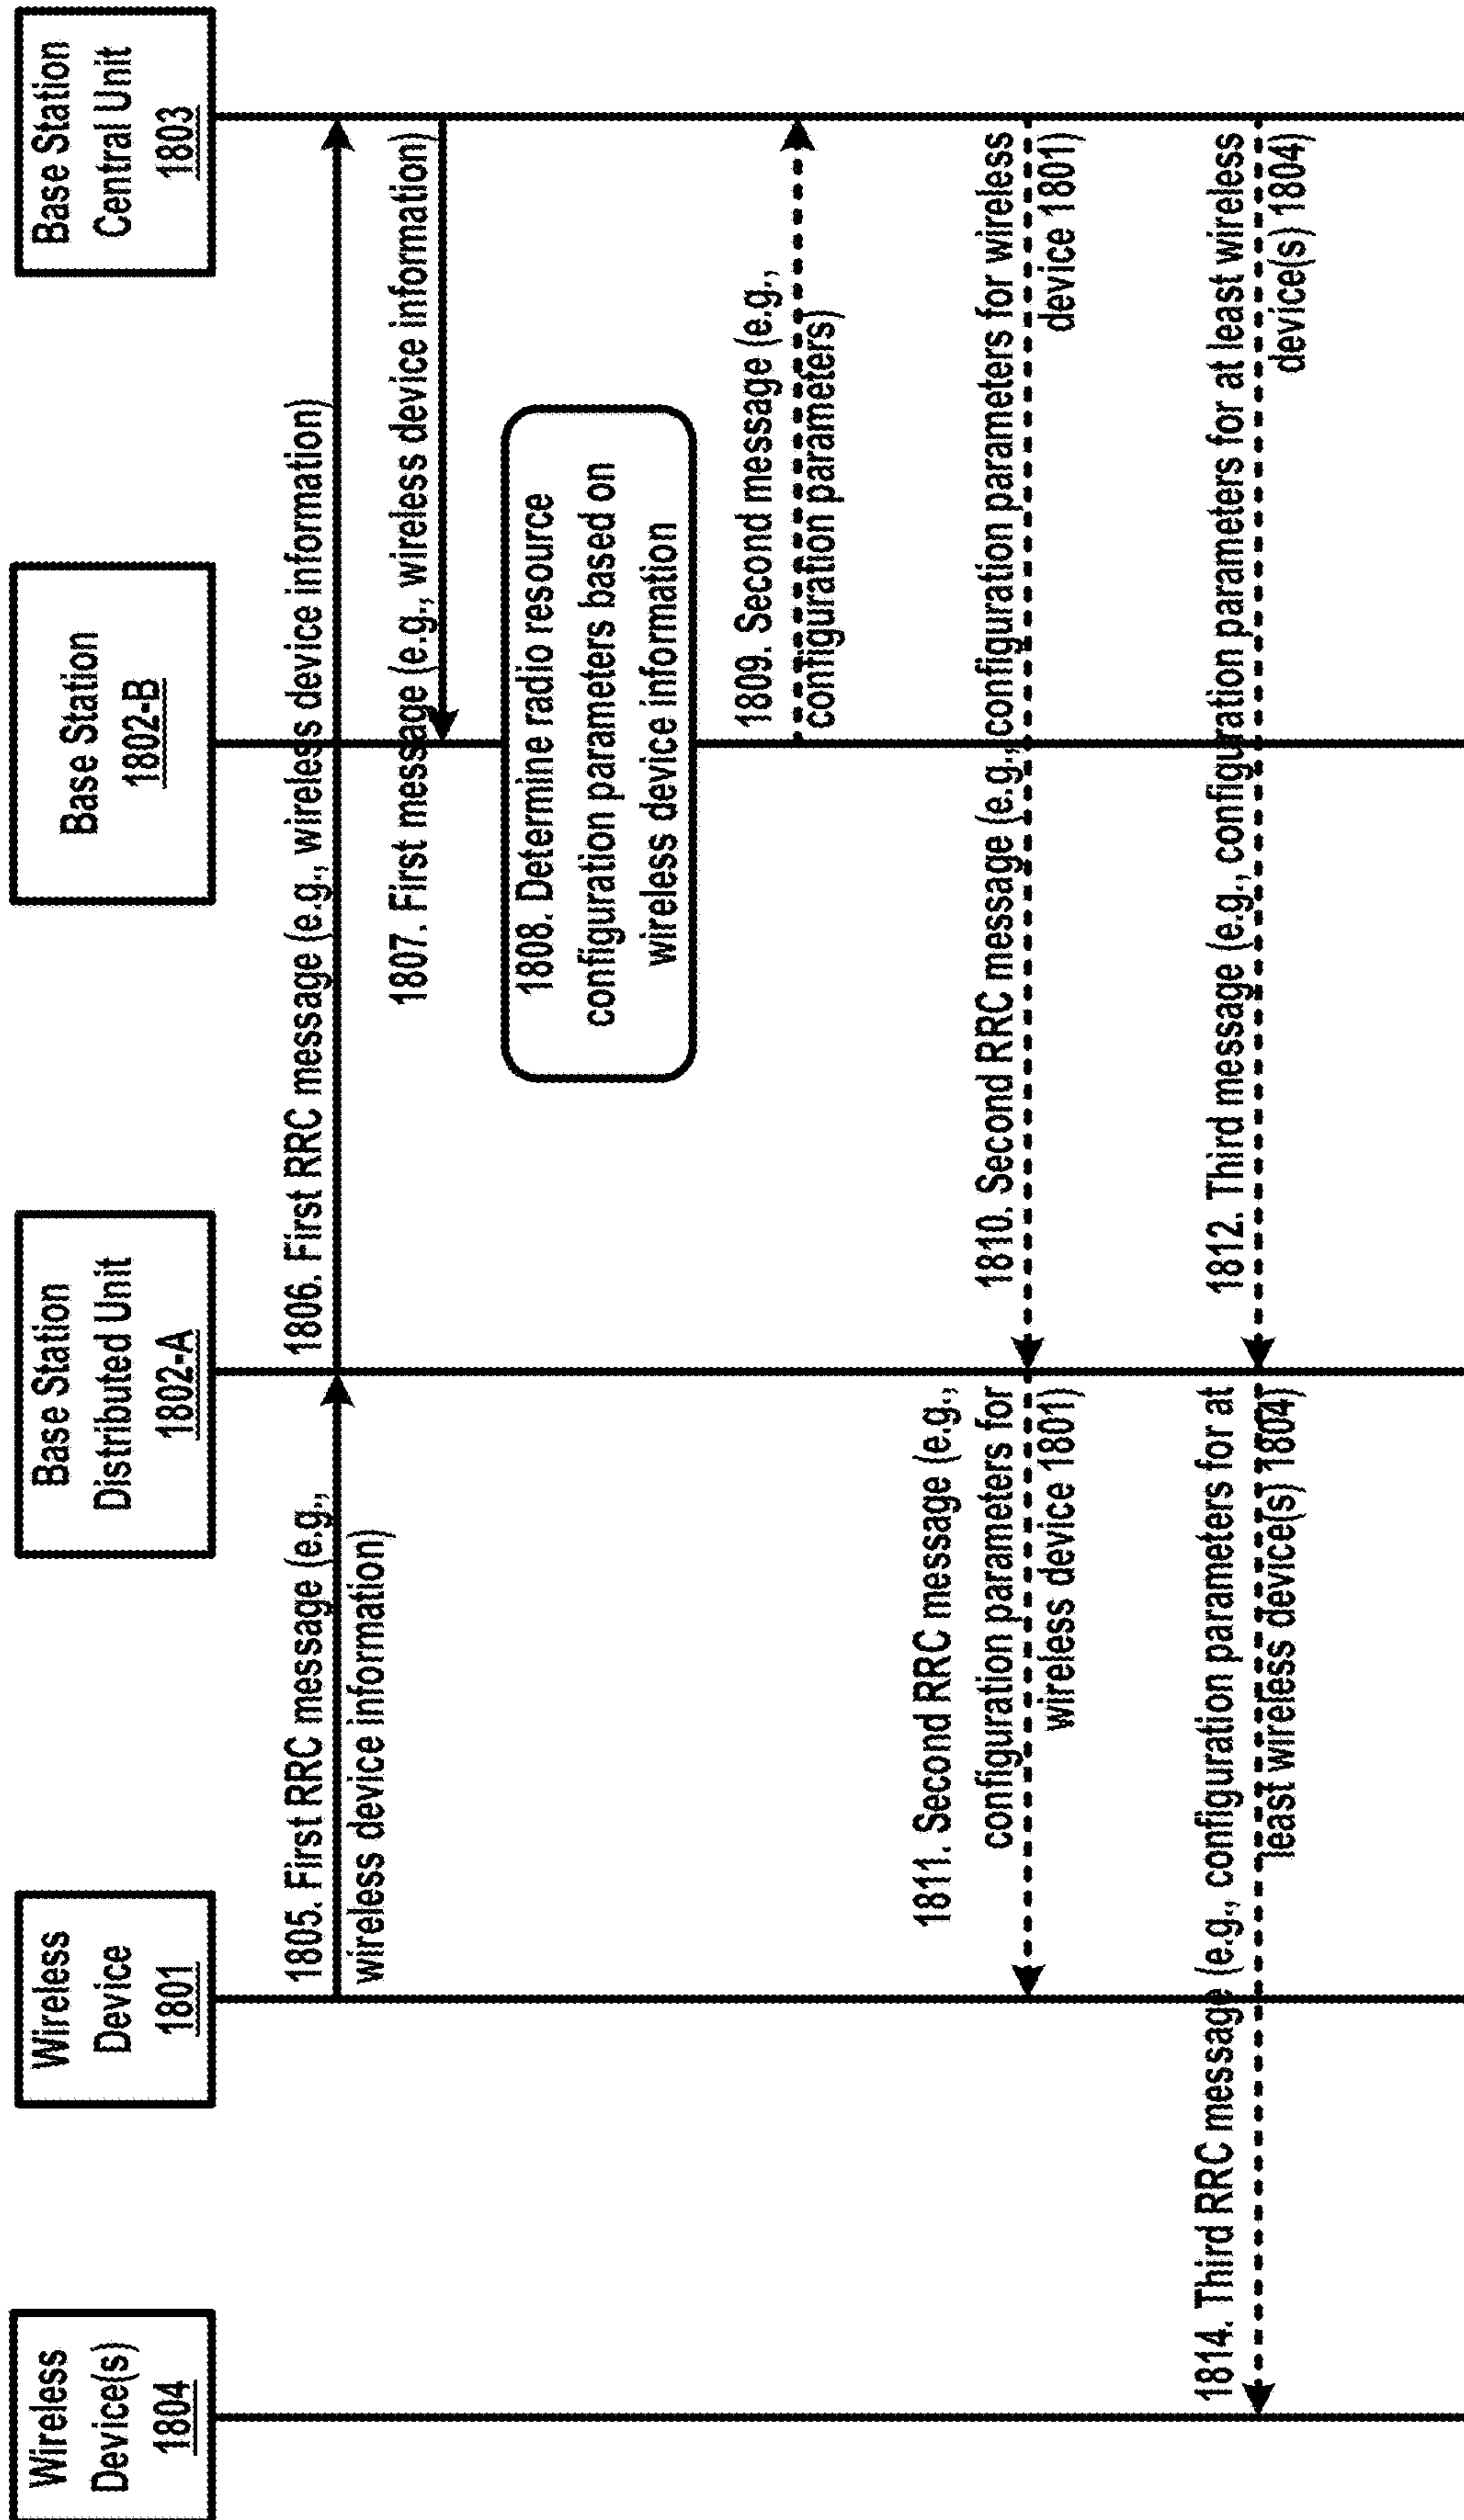 Wireless
Device(s)
1804
Wireless
Device
1801
Base Station
Distributed Unit
1802-A
Base Station
1802-B
Base Station
Central Unit
1803
1805. First RRC message (e.g.,
wireless device information)
1806. First RRC message (e.g., wireless device information)
1807. First message (e.g., wireless device information)
1808. Determine radio resource
configuration parameters based on
wireless device information
1809. Second message (e.g.,
configuration parameters)
1811. Second RRC message (e.g.,
configuration parameters for
wireless device 1801)
1810. Second RRC message (e.g., configuration parameters for wireless
device 1801)
1814. Third RRC message (e.g., configuration parameters for at
least wireless device(s) 1804)
1812. Third message (e.g., configuration parameters for at least wireless
device(s) 1804)